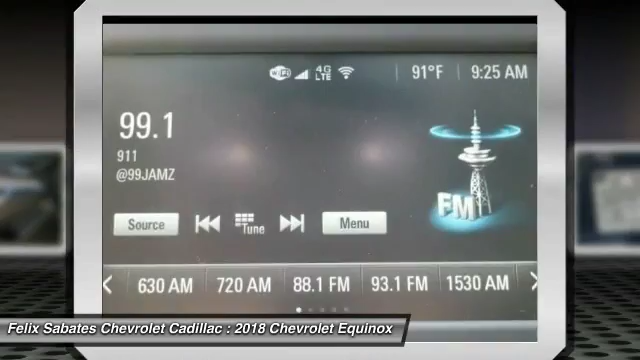 WiFi 4G LTE 91°F 9:25 AM
99.1
911
@99JAMZ
FM
Source Tune Menu
630 AM 720 AM 88.1 FM 93.1 FM 1530 AM
Felix Sabates Chevrolet Cadillac : 2018 Chevrolet Equinox